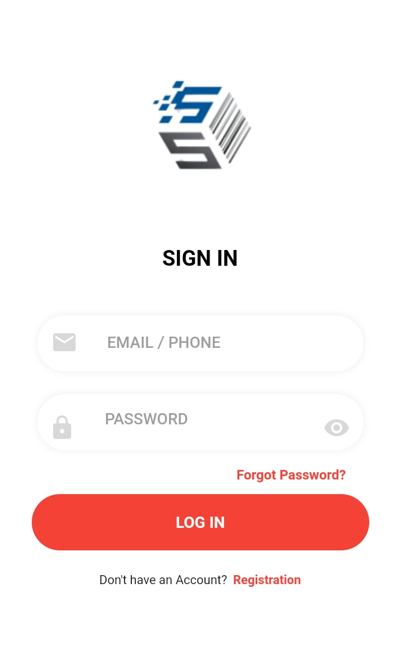 SIGN IN
EMAIL / PHONE
PASSWORD
Forgot Password?
LOG IN
Don't have an Account? Registration